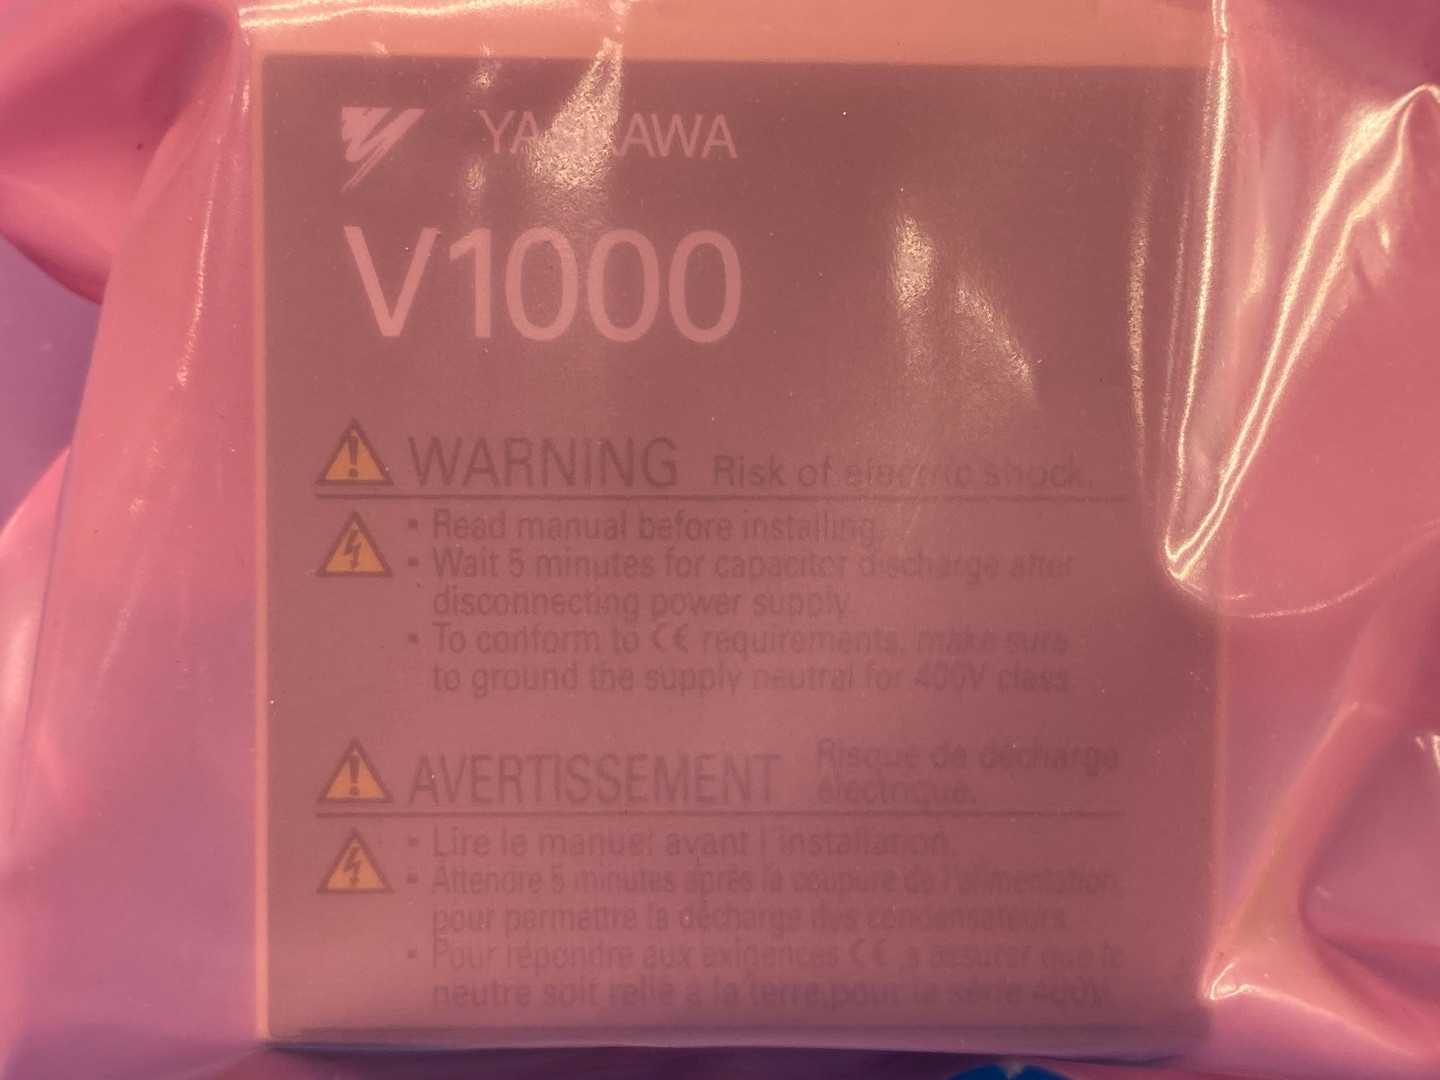 YASKAWA
V1000
WARNING Risk of electric shock.
▪ Read manual before installing.
▪ Wait 5 minutes for capacitor discharge after
disconnecting power supply.
▪ To conform to CE requirements, make sure
to ground the supply neutral for 400V class.
AVERTISSEMENT Risque de décharge
électrique.
▪ Lire le manuel avant l'installation.
▪ Attendre 5 minutes après la coupure de l'alimentation,
pour permettre la décharge des condensateurs.
▪ Pour répondre aux exigences CE, s'assurer que le
neutre soit relié à la terre, pour la série 400V.